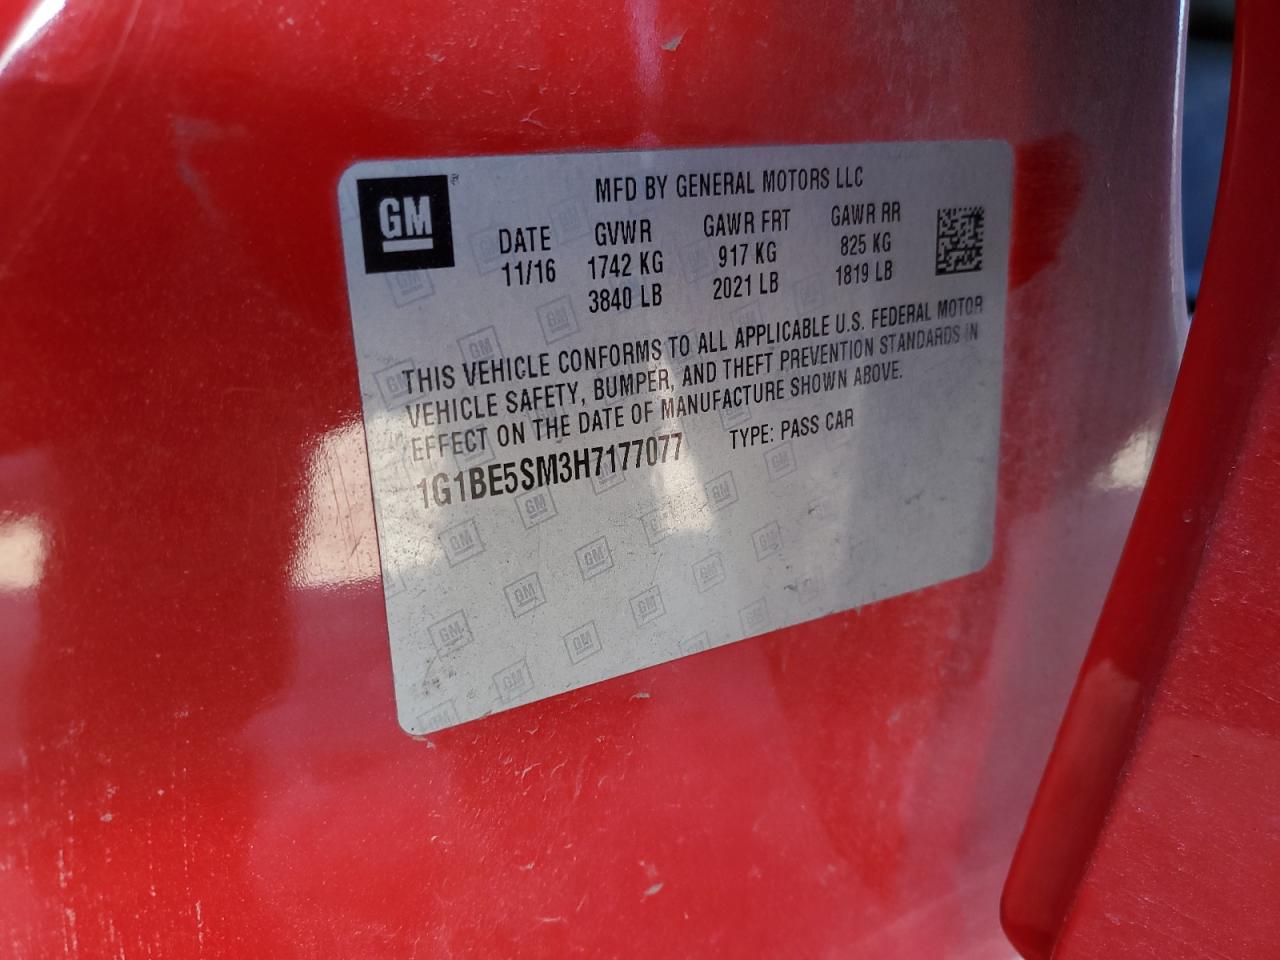 GM®
MFD BY GENERAL MOTORS LLC
DATE GVWR GAWR FRT GAWR RR
11/16 1742 KG 917 KG 825 KG
3840 LB 2021 LB 1819 LB
THIS VEHICLE CONFORMS TO ALL APPLICABLE U.S. FEDERAL MOTOR
VEHICLE SAFETY, BUMPER, AND THEFT PREVENTION STANDARDS IN
EFFECT ON THE DATE OF MANUFACTURE SHOWN ABOVE.
1G1BE5SM3H7177077 TYPE: PASS CAR